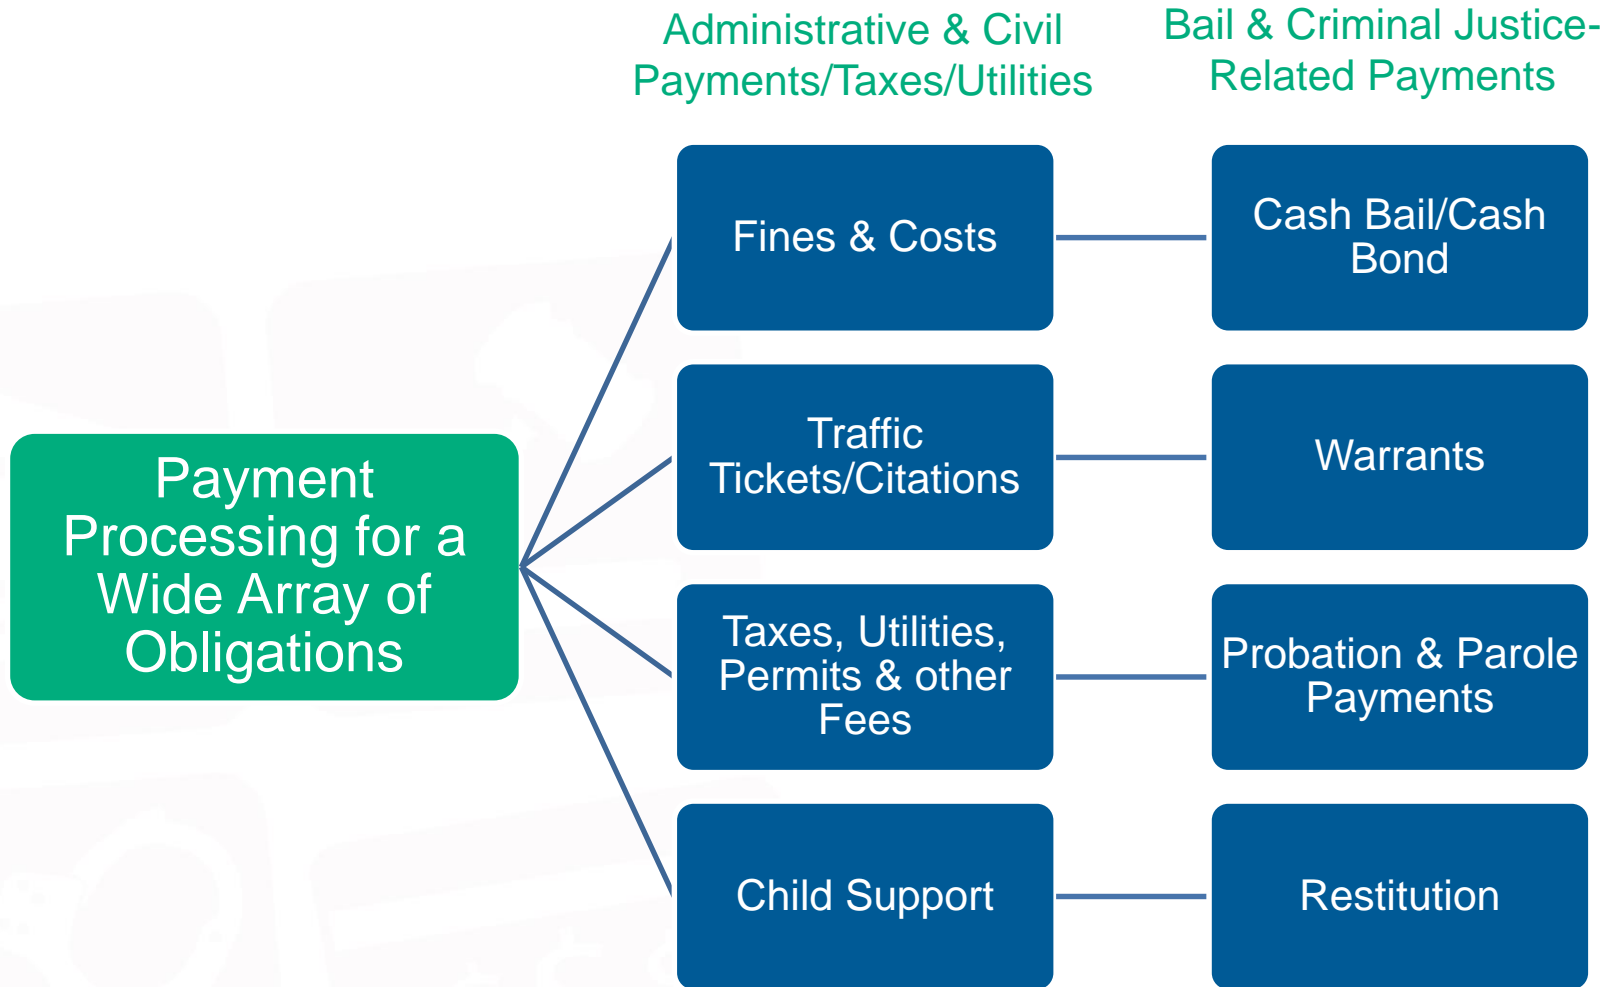 Administrative & Civil
Payments/Taxes/Utilities
Bail & Criminal Justice-
Related Payments
Payment
Processing for a
Wide Array of
Obligations
Fines & Costs
Cash Bail/Cash
Bond
Traffic
Tickets/Citations
Warrants
Taxes, Utilities,
Permits & other
Fees
Probation & Parole
Payments
Child Support
Restitution